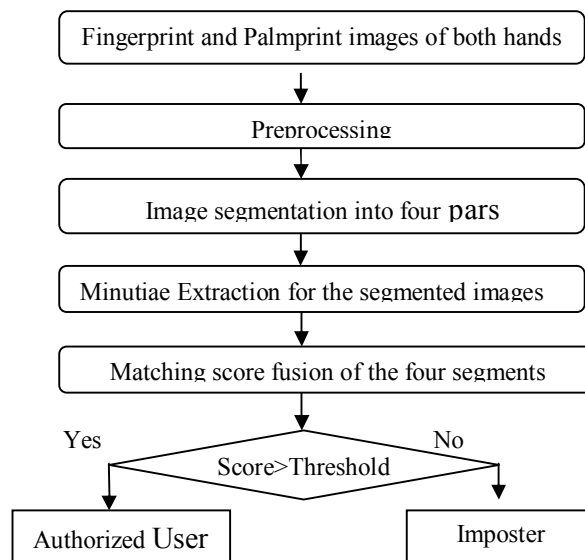 Fingerprint and Palmprint images of both hands
Preprocessing
Image segmentation into four pars
Minutiae Extraction for the segmented images
Matching score fusion of the four segments
Yes
No
Score>Threshold
Authorized User
Imposter